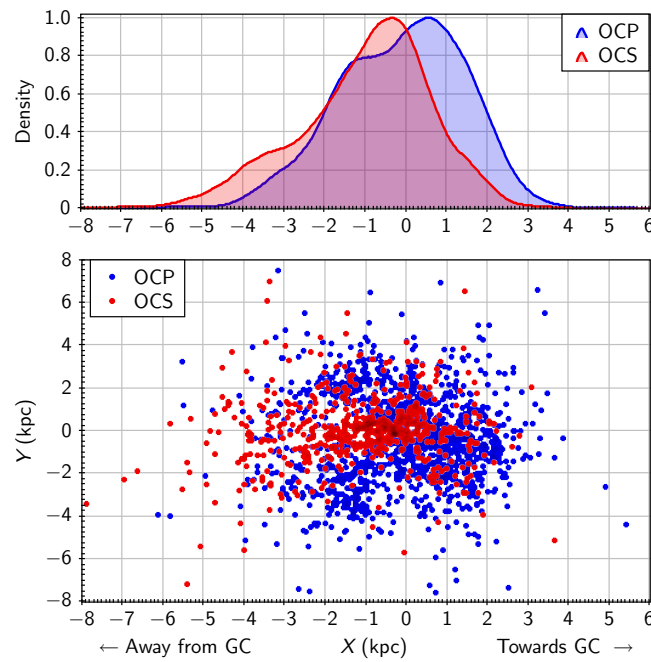 1.0
0.8
0.6
0.4
0.2
0
Density
OCP
OCS
−8 −7 −6 −5 −4 −3 −2 −1 0 1 2 3 4 5 6
8
6
4
2
0
−2
−4
−6
−8
Y (kpc)
OCP
OCS
−8 −7 −6 −5 −4 −3 −2 −1 0 1 2 3 4 5 6
← Away from GC X (kpc) Towards GC →